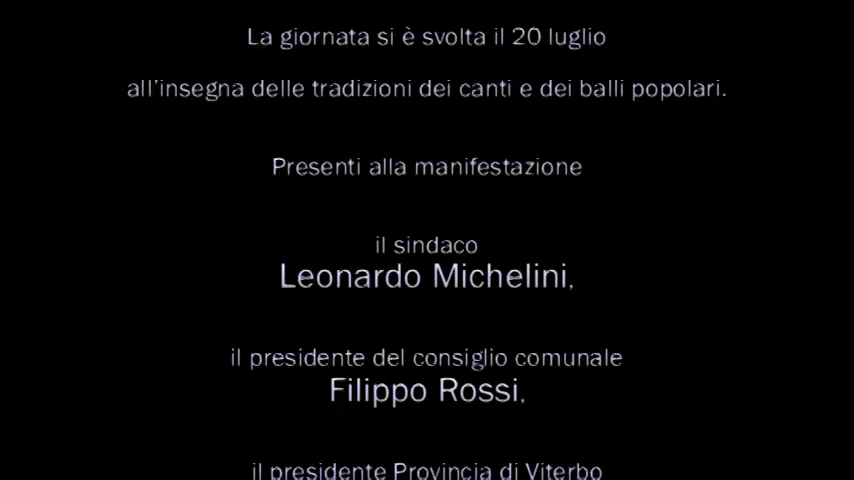 La giornata si è svolta il 20 luglio
all'insegna delle tradizioni dei canti e dei balli popolari.
Presenti alla manifestazione
il sindaco
Leonardo Michelini,
il presidente del consiglio comunale
Filippo Rossi,
il presidente Provincia di Viterbo